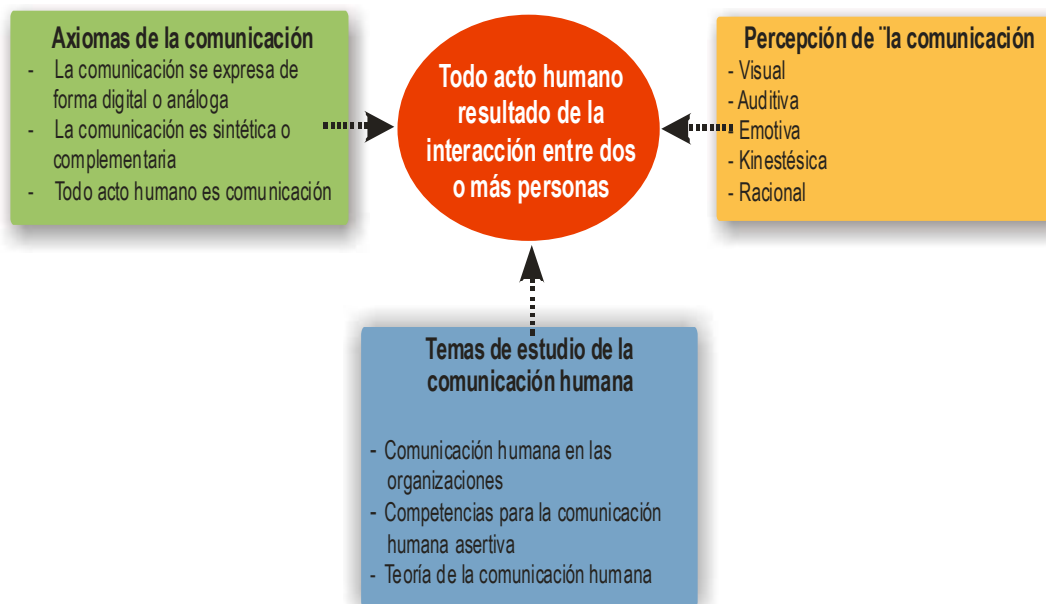 Axiomas de la comunicación
- La comunicación se expresa de
forma digital o análoga
- La comunicación es sintética o
complementaria
- Todo acto humano es comunicación
Todo acto humano
resultado de la
interacción entre dos
o más personas
Percepción de ¨la comunicación
- Visual
- Auditiva
- Emotiva
- Kinestésica
- Racional
Temas de estudio de la
comunicación humana
- Comunicación humana en las
organizaciones
- Competencias para la comunicación
humana asertiva
- Teoría de la comunicación humana